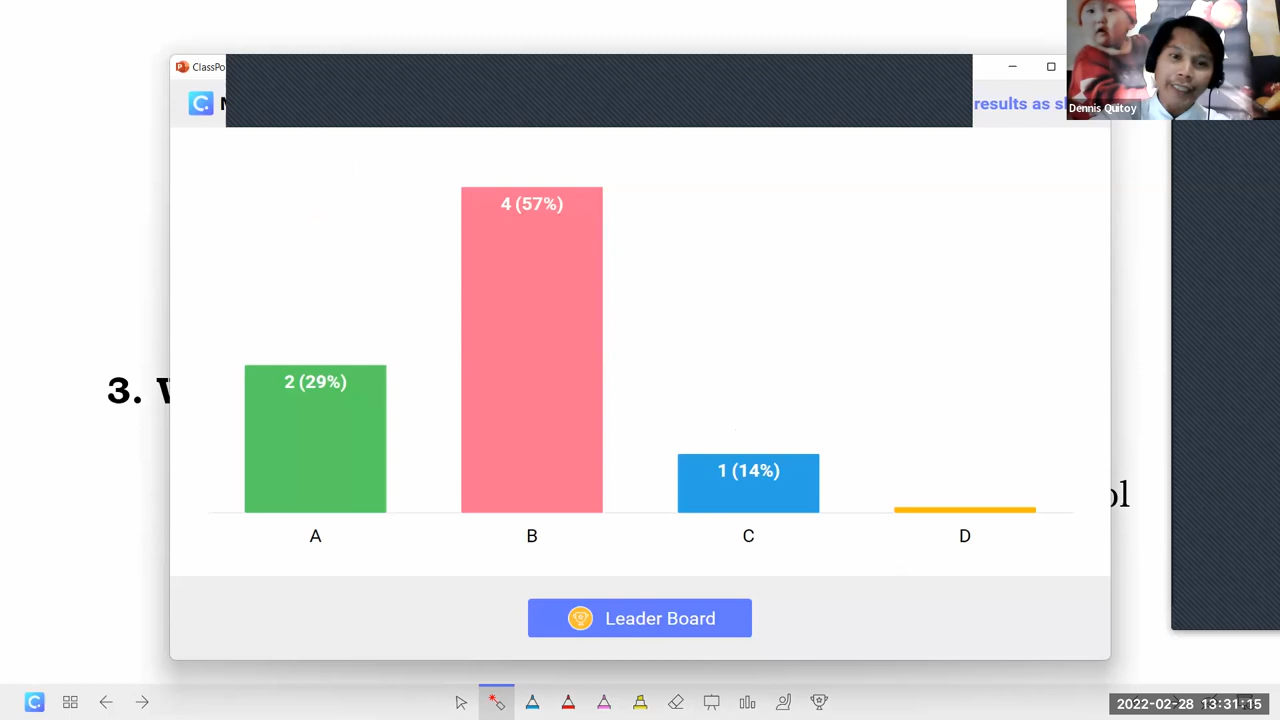 ClassPo
results as s
Dennis Quitoy
4 (57%)
2 (29%)
3.
1 (14%)
ol
A B C D
Leader Board
2022-02-28 13:31:15